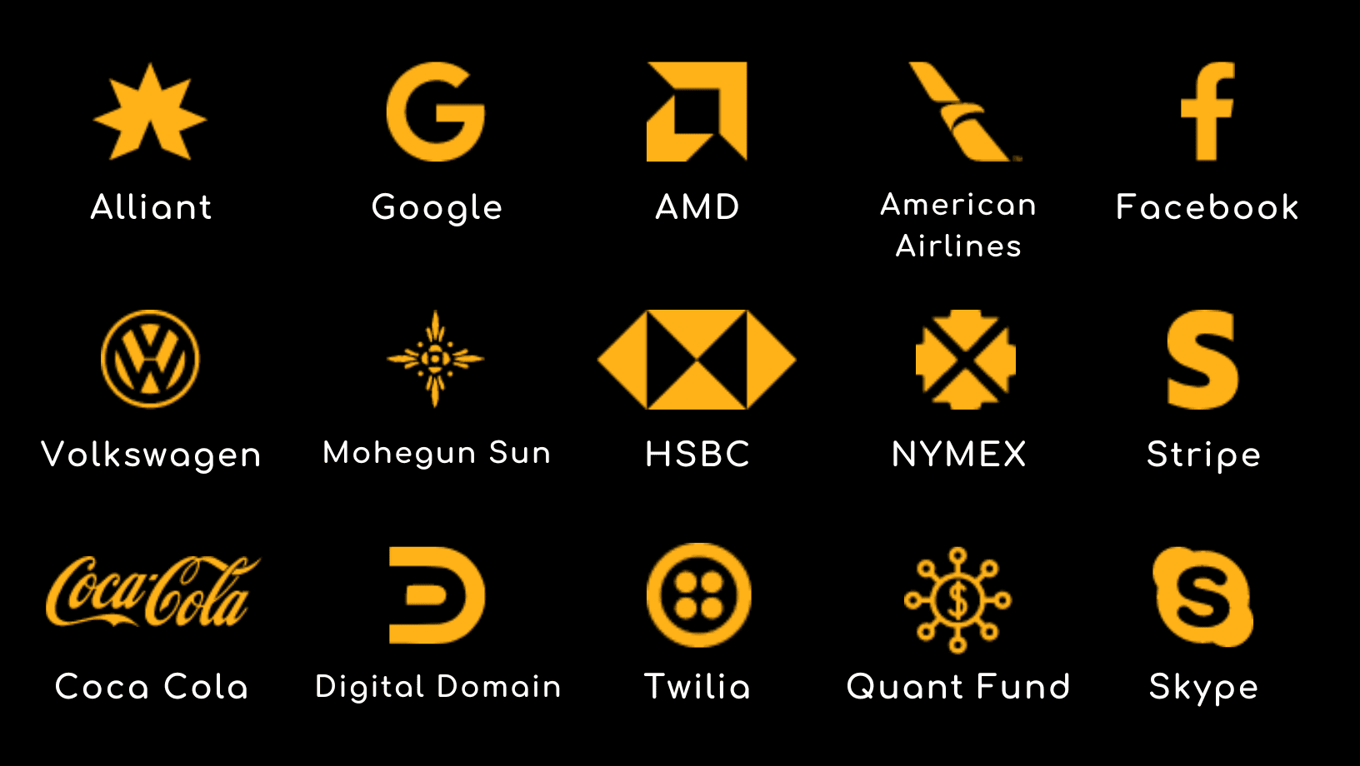 Alliant
Google
AMD
American
Airlines
Facebook
Volkswagen
Mohegun Sun
HSBC
NYMEX
Stripe
Coca-Cola
Coca Cola
Digital Domain
Twilia
Quant Fund
Skype